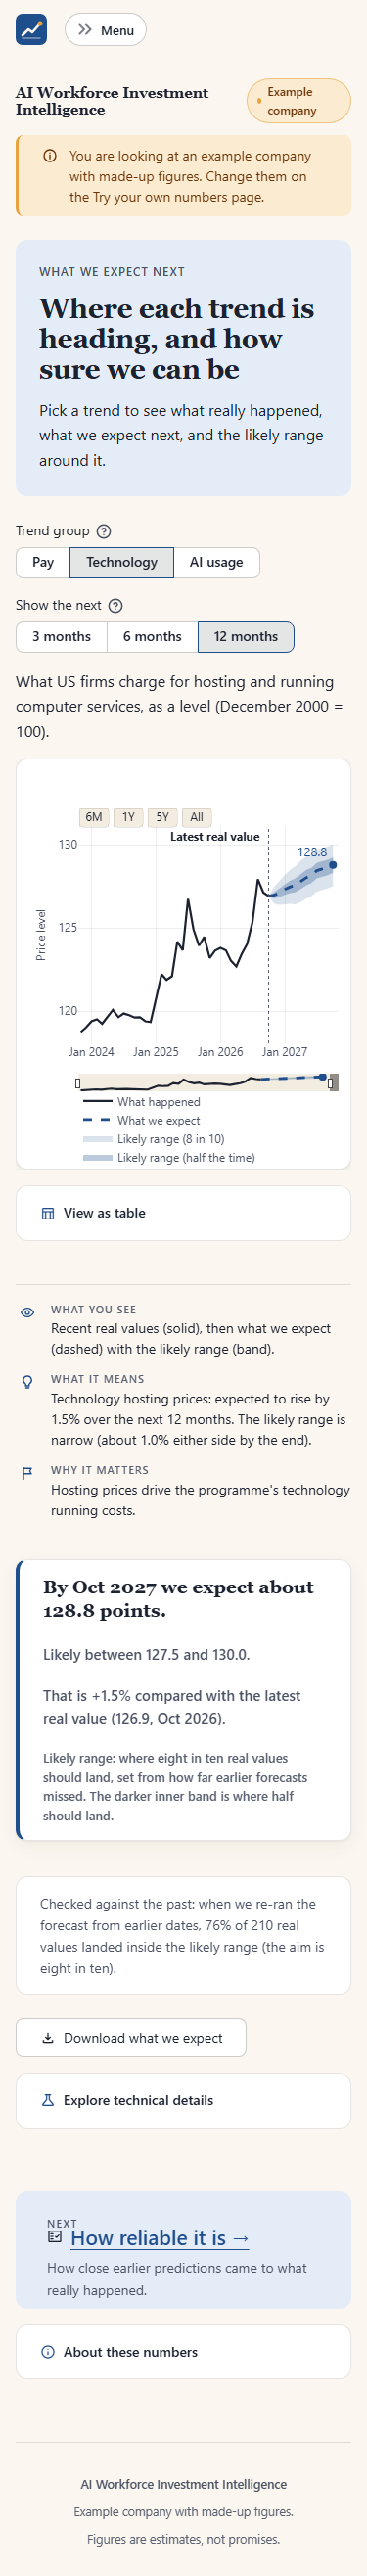 Menu
AI Workforce Investment
Intelligence
Example
company
You are looking at an example company
with made-up figures. Change them on
the Try your own numbers page.
WHAT WE EXPECT NEXT
Where each trend is
heading, and how
sure we can be
Pick a trend to see what really happened,
what we expect next, and the likely range
around it.
Trend group
Pay
Technology
AI usage
Show the next
3 months
6 months
12 months
What US firms charge for hosting and running
computer services, as a level (December 2000 =
100).
6M
1Y
5Y
All
Latest real value
128.8
130
125
120
Price level
Jan 2024
Jan 2025
Jan 2026
Jan 2027
What happened
What we expect
Likely range (8 in 10)
Likely range (half the time)
View as table
WHAT YOU SEE
Recent real values (solid), then what we expect
(dashed) with the likely range (band).
WHAT IT MEANS
Technology hosting prices: expected to rise by
1.5% over the next 12 months. The likely range is
narrow (about 1.0% either side by the end).
WHY IT MATTERS
Hosting prices drive the programme's technology
running costs.
By Oct 2027 we expect about
128.8 points.
Likely between 127.5 and 130.0.
That is +1.5% compared with the latest
real value (126.9, Oct 2026).
Likely range: where eight in ten real values
should land, set from how far earlier forecasts
missed. The darker inner band is where half
should land.
Checked against the past: when we re-ran the
forecast from earlier dates, 76% of 210 real
values landed inside the likely range (the aim is
eight in ten).
Download what we expect
Explore technical details
NEXT
How reliable it is →
How close earlier predictions came to what
really happened.
About these numbers
AI Workforce Investment Intelligence
Example company with made-up figures.
Figures are estimates, not promises.